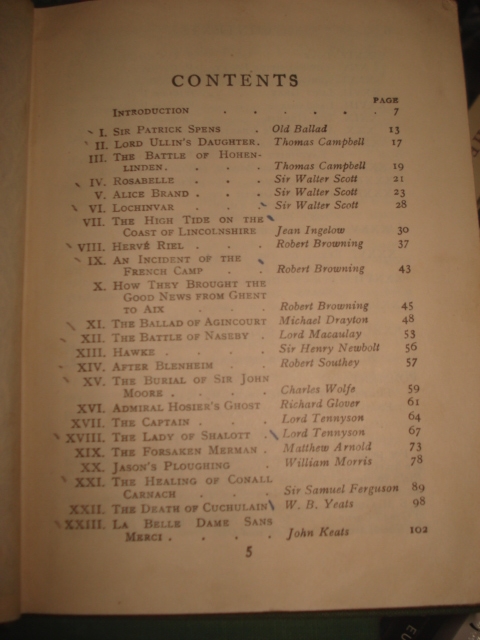 CONTENTS
PAGE
INTRODUCTION . . . . . . 7
I. SIR PATRICK SPENS . Old Ballad 13
II. LORD ULLIN'S DAUGHTER. Thomas Campbell 17
III. THE BATTLE OF HOHEN-
LINDEN. . . . Thomas Campbell 19
IV. ROSABELLE . . . Sir Walter Scott 21
V. ALICE BRAND . . . Sir Walter Scott 23
VI. LOCHINVAR . . Sir Walter Scott 28
VII. THE HIGH TIDE ON THE
COAST OF LINCOLNSHIRE Jean Ingelow 30
VIII. HERVÉ RIEL . . . Robert Browning 37
IX. AN INCIDENT OF THE
FRENCH CAMP . . Robert Browning 43
X. HOW THEY BROUGHT THE
GOOD NEWS FROM GHENT
TO AIX . . . Robert Browning 45
XI. THE BALLAD OF AGINCOURT Michael Drayton 48
XII. THE BATTLE OF NASEBY . Lord Macaulay 53
XIII. HAWKE . . . . Sir Henry Newbolt 56
XIV. AFTER BLENHEIM . . Robert Southey 57
XV. THE BURIAL OF SIR JOHN
MOORE . . . . Charles Wolfe 59
XVI. ADMIRAL HOSIER'S GHOST Richard Glover 61
XVII. THE CAPTAIN . . . Lord Tennyson 64
XVIII. THE LADY OF SHALOTT . Lord Tennyson 67
XIX. THE FORSAKEN MERMAN . Matthew Arnold 73
XX. JASON'S PLOUGHING . William Morris 78
XXI. THE HEALING OF CONALL
CARNACH . . . Sir Samuel Ferguson 89
XXII. THE DEATH OF CUCHULAIN W. B. Yeats 98
XXIII. LA BELLE DAME SANS
MERCI . . . . John Keats 102
5